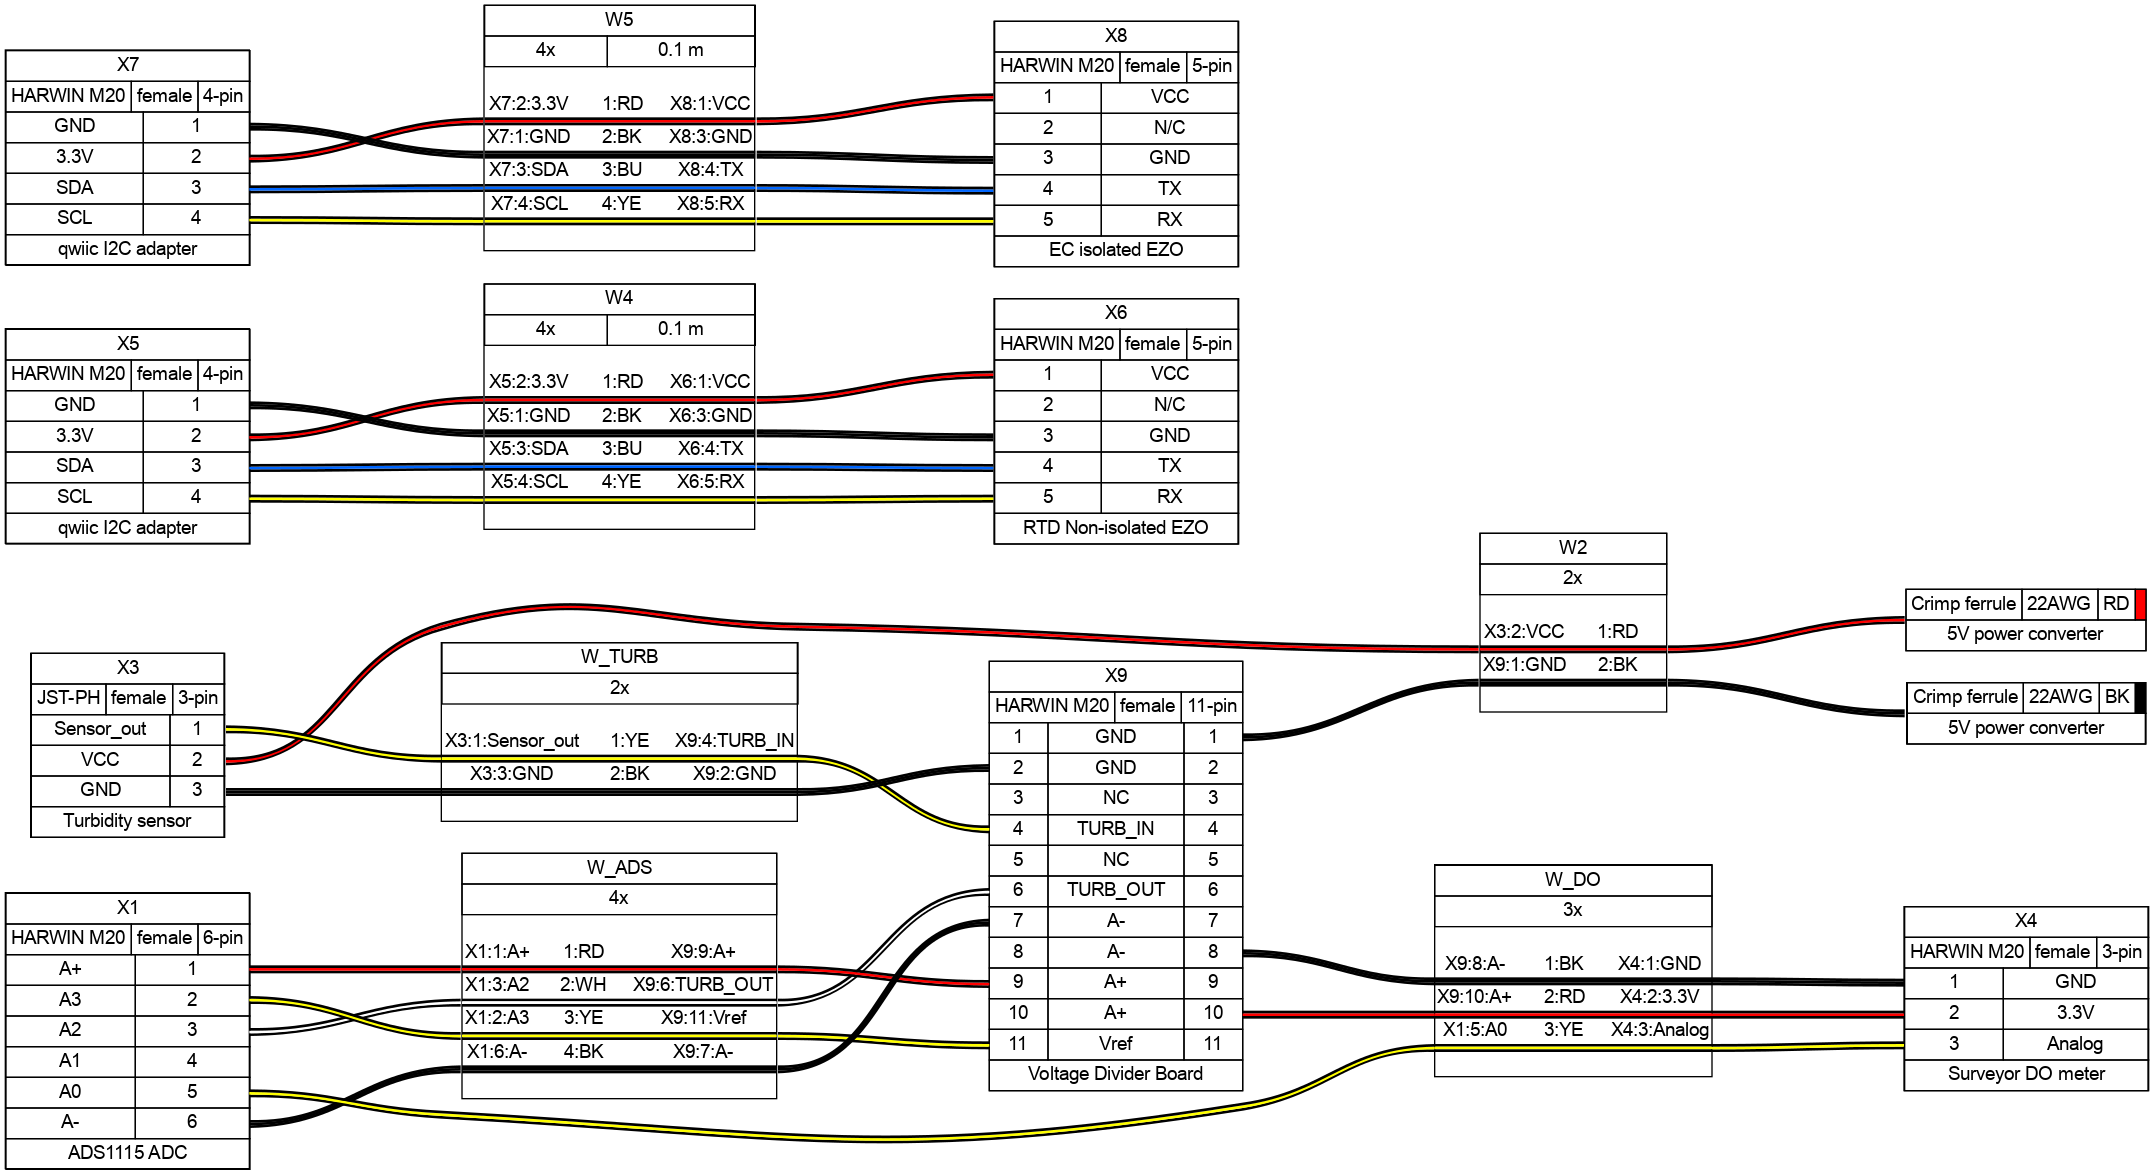 X7
HARWIN M20 female 4-pin
GND 1
3.3V 2
SDA 3
SCL 4
qwiic I2C adapter
W5
4x 0.1 m
X7:2:3.3V 1:RD X8:1:VCC
X7:1:GND 2:BK X8:3:GND
X7:3:SDA 3:BU X8:4:TX
X7:4:SCL 4:YE X8:5:RX
X8
HARWIN M20 female 5-pin
1 VCC
2 N/C
3 GND
4 TX
5 RX
EC isolated EZO
X5
HARWIN M20 female 4-pin
GND 1
3.3V 2
SDA 3
SCL 4
qwiic I2C adapter
W4
4x 0.1 m
X5:2:3.3V 1:RD X6:1:VCC
X5:1:GND 2:BK X6:3:GND
X5:3:SDA 3:BU X6:4:TX
X5:4:SCL 4:YE X6:5:RX
X6
HARWIN M20 female 5-pin
1 VCC
2 N/C
3 GND
4 TX
5 RX
RTD Non-isolated EZO
W2
2x
X3:2:VCC 1:RD
X9:1:GND 2:BK
Crimp ferrule 22AWG RD
5V power converter
Crimp ferrule 22AWG BK
5V power converter
X3
JST-PH female 3-pin
Sensor_out 1
VCC 2
GND 3
Turbidity sensor
W_TURB
2x
X3:1:Sensor_out 1:YE X9:4:TURB_IN
X3:3:GND 2:BK X9:2:GND
X9
HARWIN M20 female 11-pin
1 GND 1
2 GND 2
3 NC 3
4 TURB_IN 4
5 NC 5
6 TURB_OUT 6
7 A- 7
8 A- 8
9 A+ 9
10 A+ 10
11 Vref 11
Voltage Divider Board
X1
HARWIN M20 female 6-pin
A+ 1
A3 2
A2 3
A1 4
A0 5
A- 6
ADS1115 ADC
W_ADS
4x
X1:1:A+ 1:RD X9:9:A+
X1:3:A2 2:WH X9:6:TURB_OUT
X1:2:A3 3:YE X9:11:Vref
X1:6:A- 4:BK X9:7:A-
W_DO
3x
X9:8:A- 1:BK X4:1:GND
X9:10:A+ 2:RD X4:2:3.3V
X1:5:A0 3:YE X4:3:Analog
X4
HARWIN M20 female 3-pin
1 GND
2 3.3V
3 Analog
Surveyor DO meter